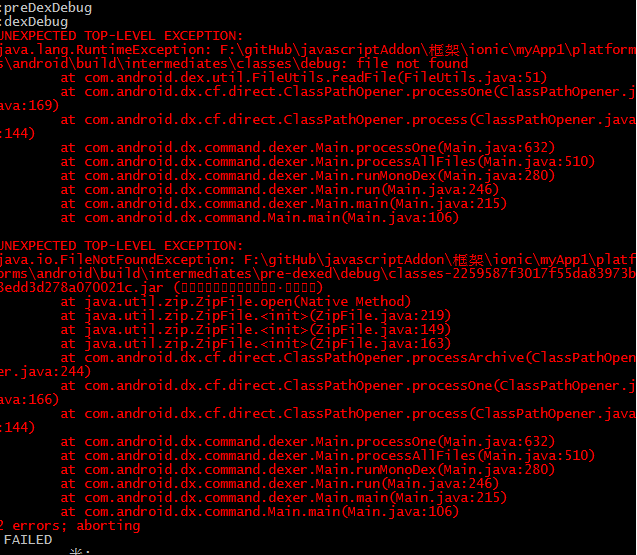 :preDexDebug
:dexDebug
UNEXPECTED TOP-LEVEL EXCEPTION:
java.lang.RuntimeException: F:\gitHub\javascriptAddon\框架\ionic\myApp1\platform
s\android\build\intermediates\classes\debug: file not found
at com.android.dex.util.FileUtils.readFile(FileUtils.java:51)
at com.android.dx.cf.direct.ClassPathOpener.processOne(ClassPathOpener.j
ava:169)
at com.android.dx.cf.direct.ClassPathOpener.process(ClassPathOpener.java
:144)
at com.android.dx.command.dexer.Main.processOne(Main.java:632)
at com.android.dx.command.dexer.Main.processAllFiles(Main.java:510)
at com.android.dx.command.dexer.Main.runMonoDex(Main.java:280)
at com.android.dx.command.dexer.Main.run(Main.java:246)
at com.android.dx.command.dexer.Main.main(Main.java:215)
at com.android.dx.command.Main.main(Main.java:106)
UNEXPECTED TOP-LEVEL EXCEPTION:
java.io.FileNotFoundException: F:\gitHub\javascriptAddon\框架\ionic\myApp1\platf
orms\android\build\intermediates\pre-dexed\debug\classes-2259587f3017f55da83973b
8edd3d278a070021c.jar
at java.util.zip.ZipFile.open(Native Method)
at java.util.zip.ZipFile.<init>(ZipFile.java:219)
at java.util.zip.ZipFile.<init>(ZipFile.java:149)
at java.util.zip.ZipFile.<init>(ZipFile.java:163)
at com.android.dx.cf.direct.ClassPathOpener.processArchive(ClassPathOpen
er.java:244)
at com.android.dx.cf.direct.ClassPathOpener.processOne(ClassPathOpener.j
ava:166)
at com.android.dx.cf.direct.ClassPathOpener.process(ClassPathOpener.java
:144)
at com.android.dx.command.dexer.Main.processOne(Main.java:632)
at com.android.dx.command.dexer.Main.processAllFiles(Main.java:510)
at com.android.dx.command.dexer.Main.runMonoDex(Main.java:280)
at com.android.dx.command.dexer.Main.run(Main.java:246)
at com.android.dx.command.dexer.Main.main(Main.java:215)
at com.android.dx.command.Main.main(Main.java:106)
2 errors; aborting
FAILED